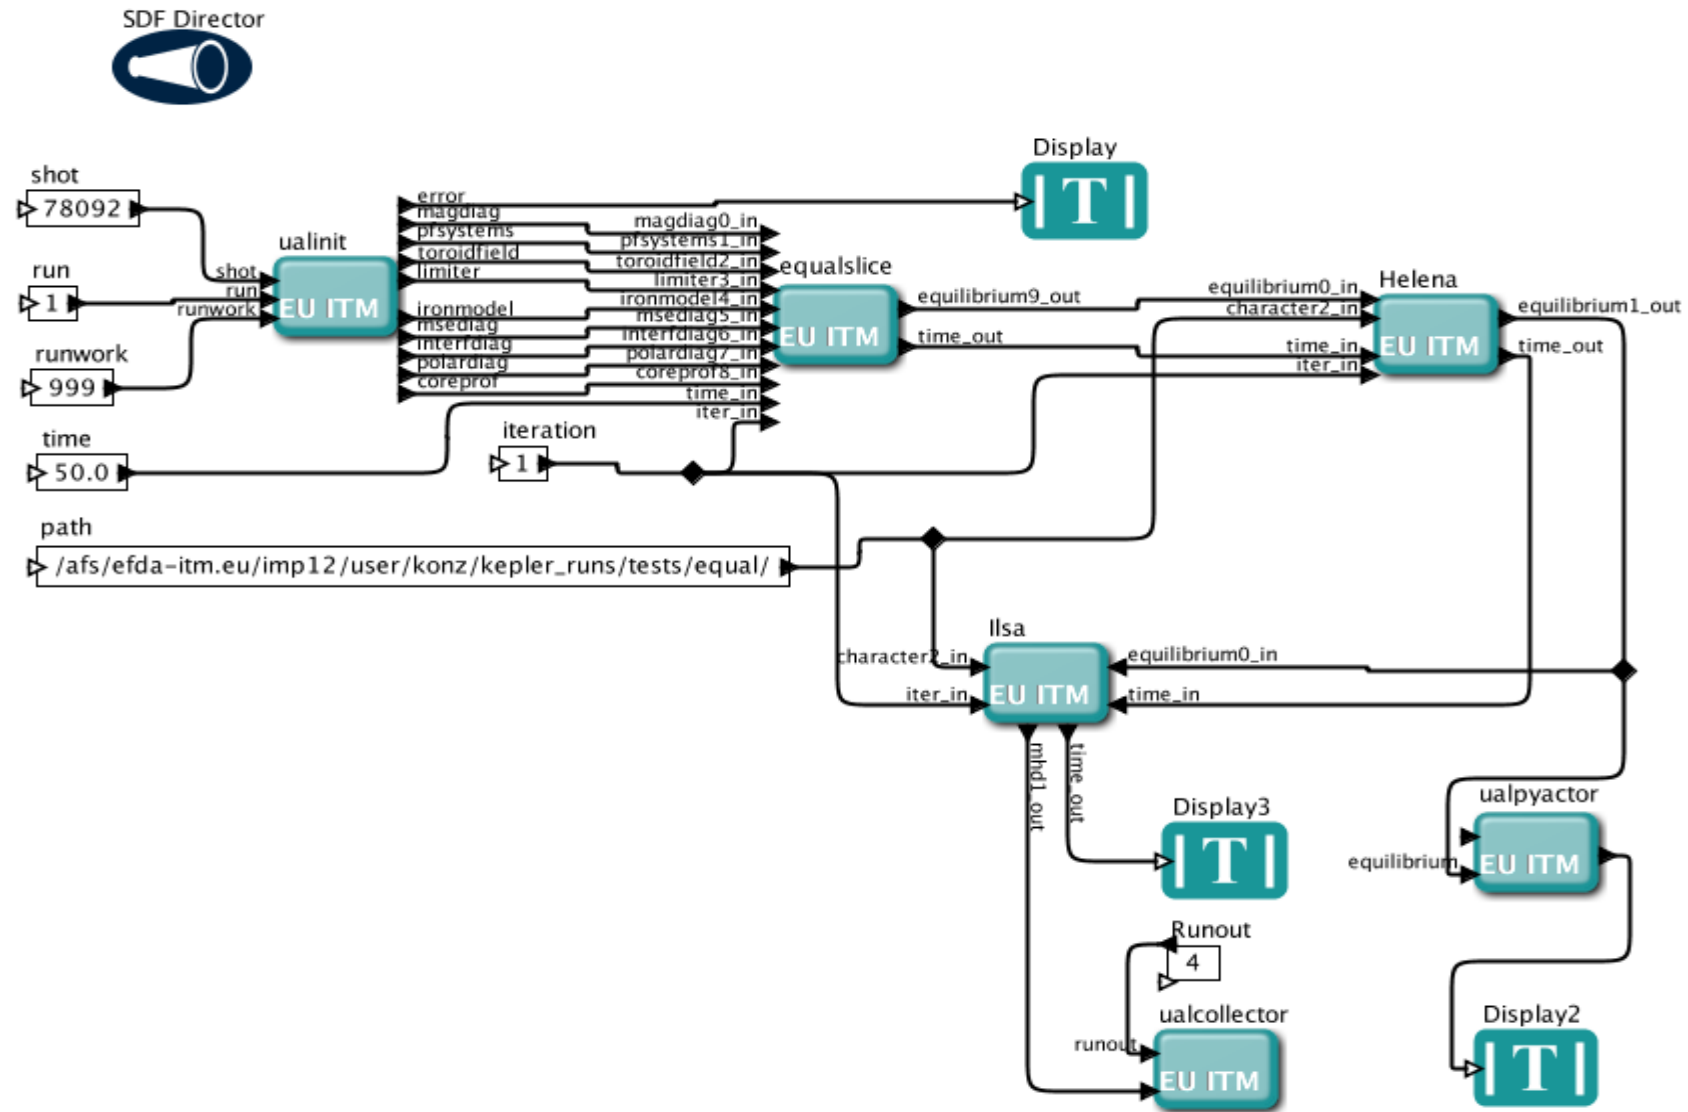 SDF Director
shot
78092
run
1
runwork
999
time
50.0
path
/afs/efda-itm.eu/imp12/user/konz/kepler_runs/tests/equal/
ualinit
shot
run
runwork
EU ITM
error
magdiag
pfsystems
toroidfield
limiter
ironmodel
msediag
interfdiag
polardiag
coreprof
iteration
1
magdiag0_in
pfsystems1_in
toroidfield2_in
limiter3_in
ironmodel4_in
msediag5_in
interfdiag6_in
polardiag7_in
coreprof8_in
time_in
iter_in
equalslice
EU ITM
equilibrium9_out
time_out
Display
T
Helena
equilibrium0_in
character2_in
time_in
iter_in
EU ITM
equilibrium1_out
time_out
Ilsa
character2_in
iter_in
EU ITM
equilibrium0_in
time_in
mhd1_out
time_out
Display3
T
Runout
4
ualcollector
runout
EU ITM
ualpyactor
equilibrium
EU ITM
Display2
T